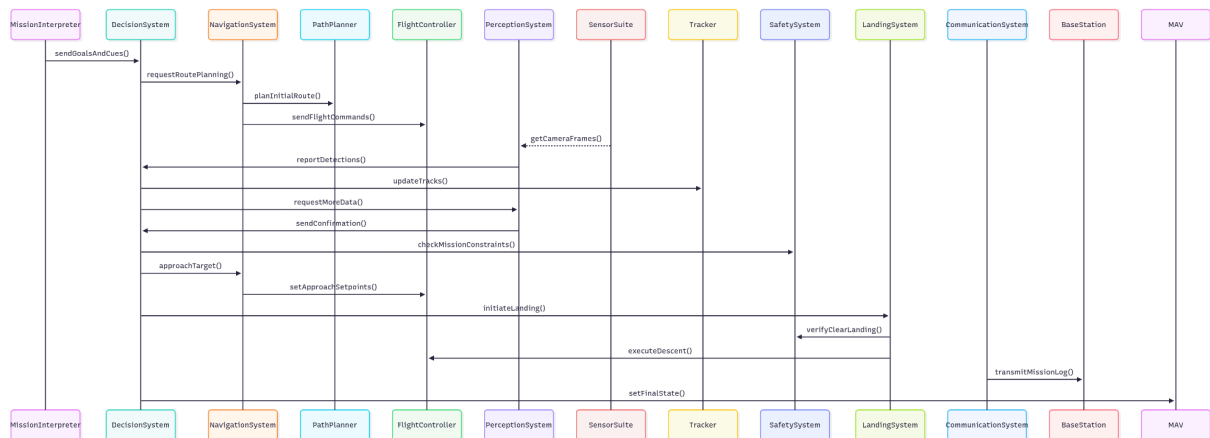 MissionInterpreter
DecisionSystem
NavigationSystem
PathPlanner
FlightController
PerceptionSystem
SensorSuite
Tracker
SafetySystem
LandingSystem
CommunicationSystem
BaseStation
MAV
sendGoalsAndCues()
requestRoutePlanning()
planInitialRoute()
sendFlightCommands()
getCameraFrames()
reportDetections()
updateTracks()
requestMoreData()
sendConfirmation()
checkMissionConstraints()
approachTarget()
setApproachSetpoints()
initiateLanding()
verifyClearLanding()
executeDescent()
transmitMissionLog()
setFinalState()
MissionInterpreter
DecisionSystem
NavigationSystem
PathPlanner
FlightController
PerceptionSystem
SensorSuite
Tracker
SafetySystem
LandingSystem
CommunicationSystem
BaseStation
MAV